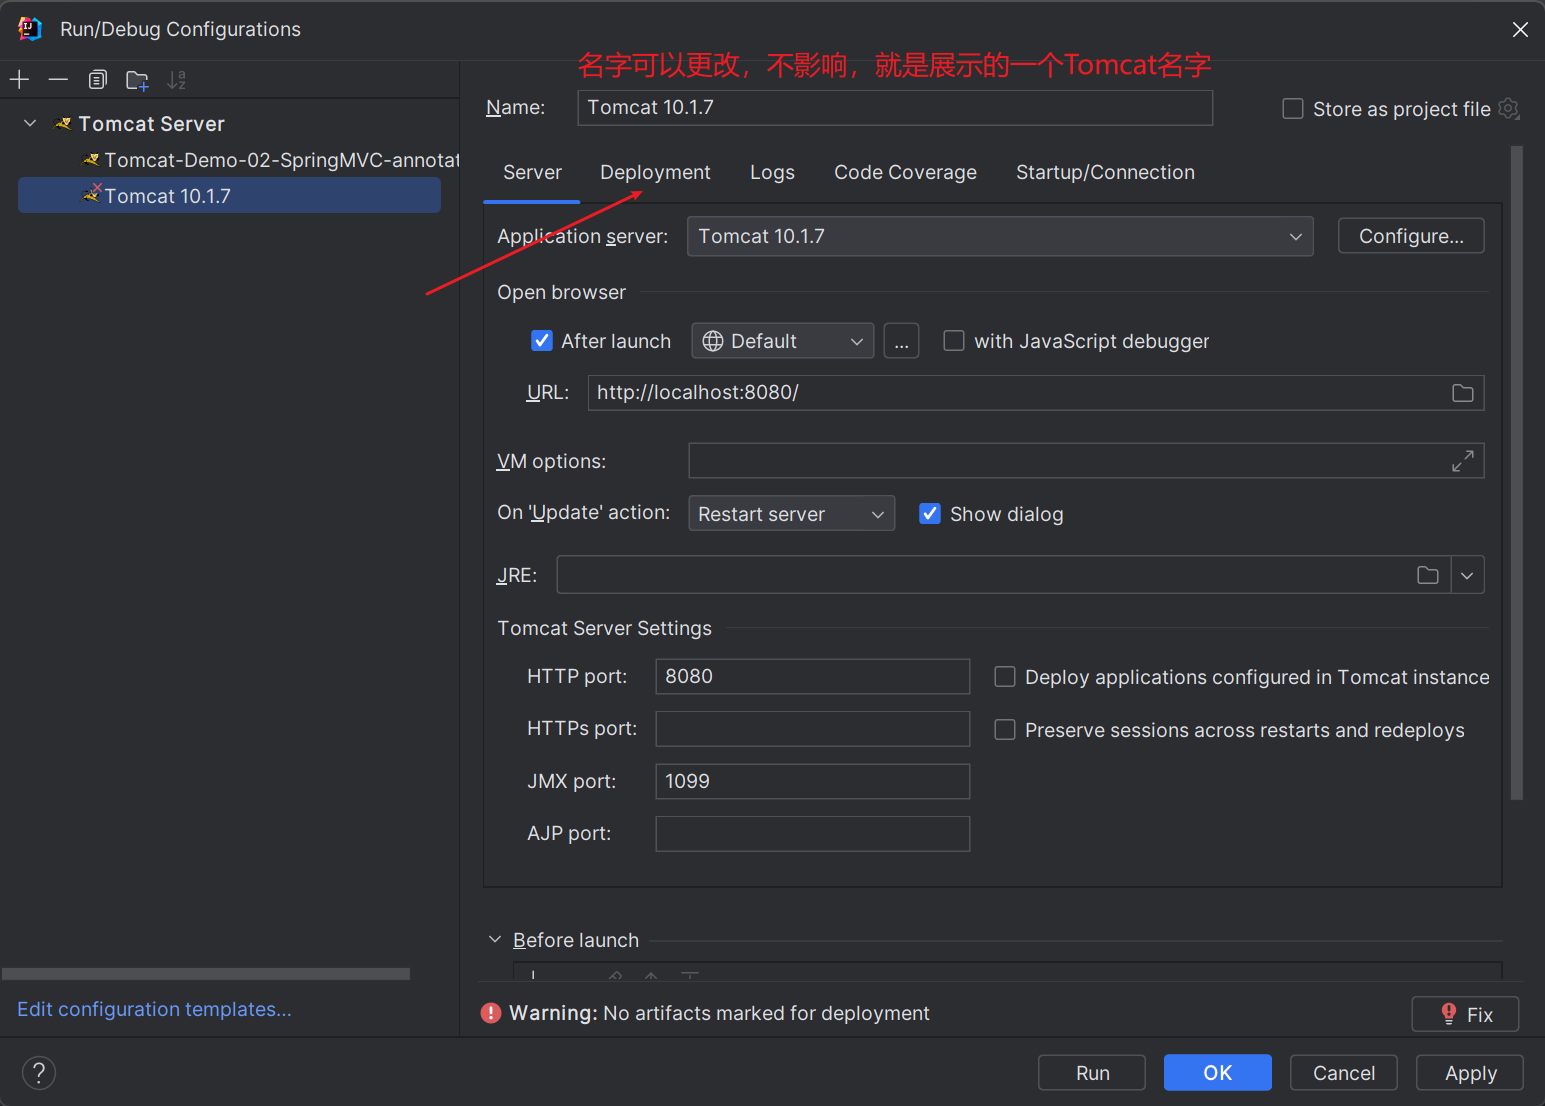 Run/Debug Configurations
名字可以更改，不影响，就是展示的一个Tomcat名字
Name: Tomcat 10.1.7 Store as project file
Tomcat Server
Tomcat-Demo-02-SpringMVC-annotat
Tomcat 10.1.7
Server Deployment Logs Code Coverage Startup/Connection
Application server: Tomcat 10.1.7 Configure...
Open browser
After launch Default ... with JavaScript debugger
URL: http://localhost:8080/
VM options:
On 'Update' action: Restart server Show dialog
JRE:
Tomcat Server Settings
HTTP port: 8080 Deploy applications configured in Tomcat instance
HTTPs port: Preserve sessions across restarts and redeploys
JMX port: 1099
AJP port:
Before launch
Edit configuration templates...
Warning: No artifacts marked for deployment Fix
? Run OK Cancel Apply